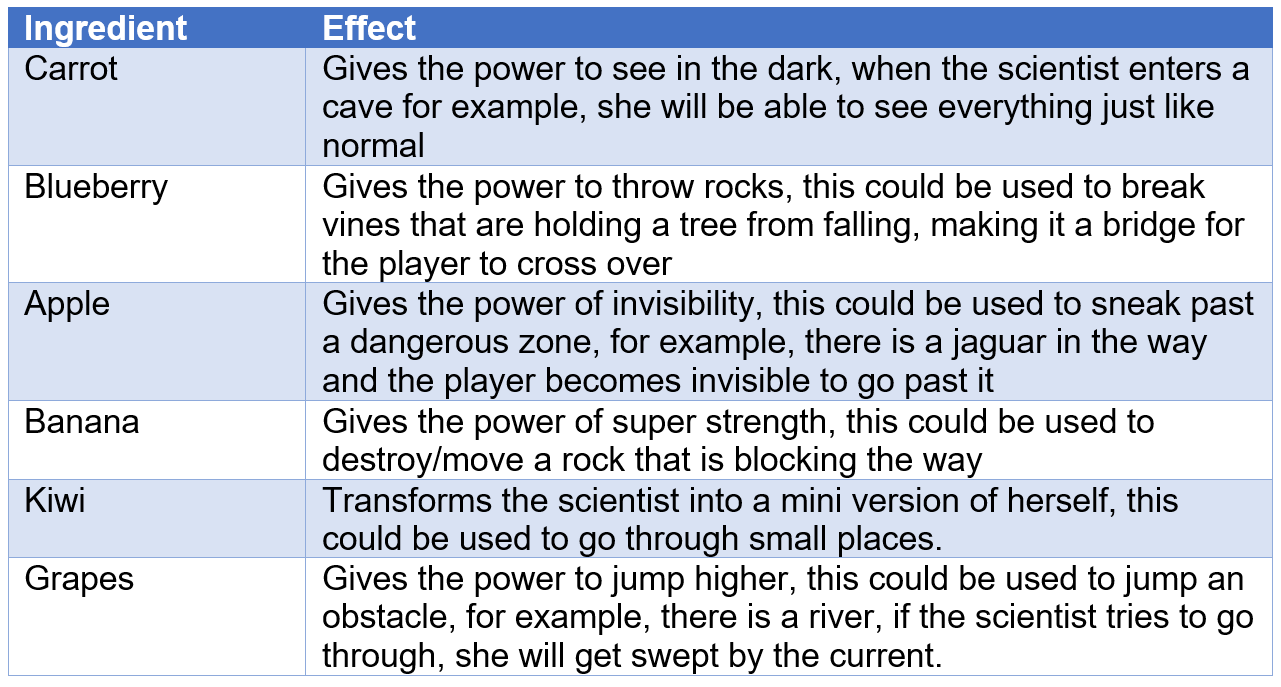 Ingredient Effect
Carrot Gives the power to see in the dark, when the scientist enters a
cave for example, she will be able to see everything just like
normal
Blueberry Gives the power to throw rocks, this could be used to break
vines that are holding a tree from falling, making it a bridge for
the player to cross over
Apple Gives the power of invisibility, this could be used to sneak past
a dangerous zone, for example, there is a jaguar in the way
and the player becomes invisible to go past it
Banana Gives the power of super strength, this could be used to
destroy/move a rock that is blocking the way
Kiwi Transforms the scientist into a mini version of herself, this
could be used to go through small places.
Grapes Gives the power to jump higher, this could be used to jump an
obstacle, for example, there is a river, if the scientist tries to go
through, she will get swept by the current.